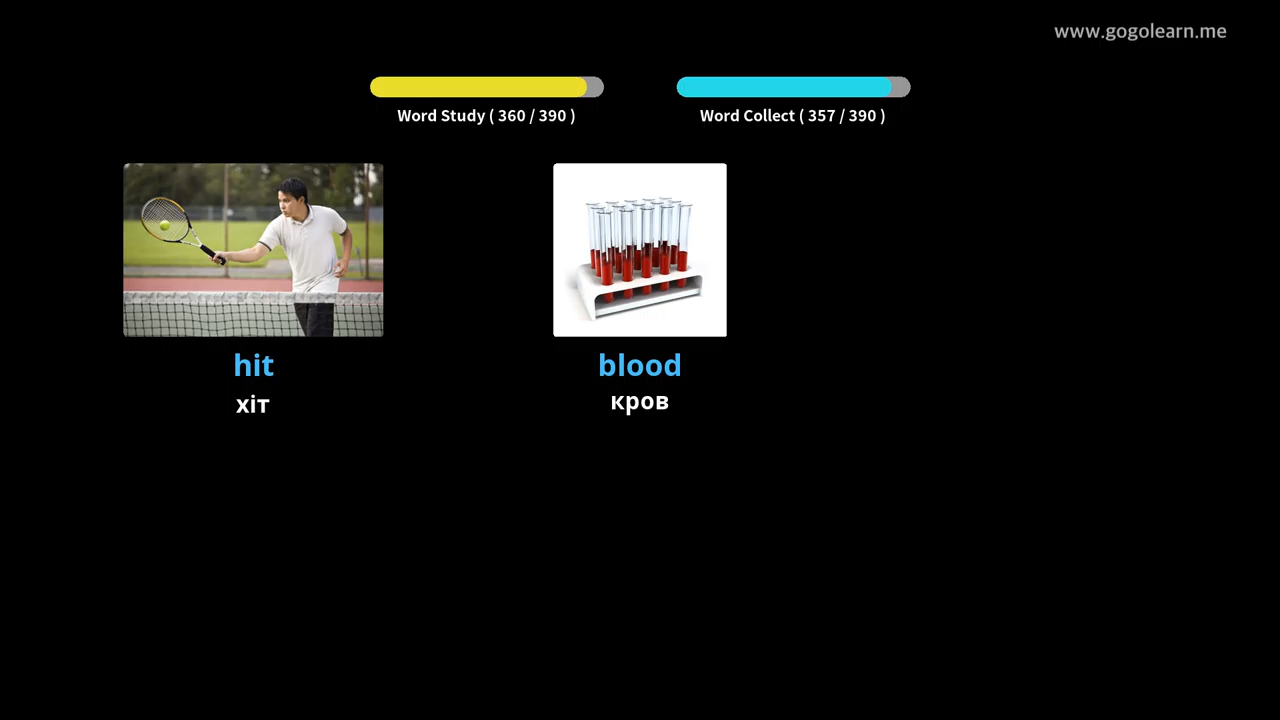 www.gogolearn.me
Word Study ( 360 / 390 )
Word Collect ( 357 / 390 )
hit
хіт
blood
кров